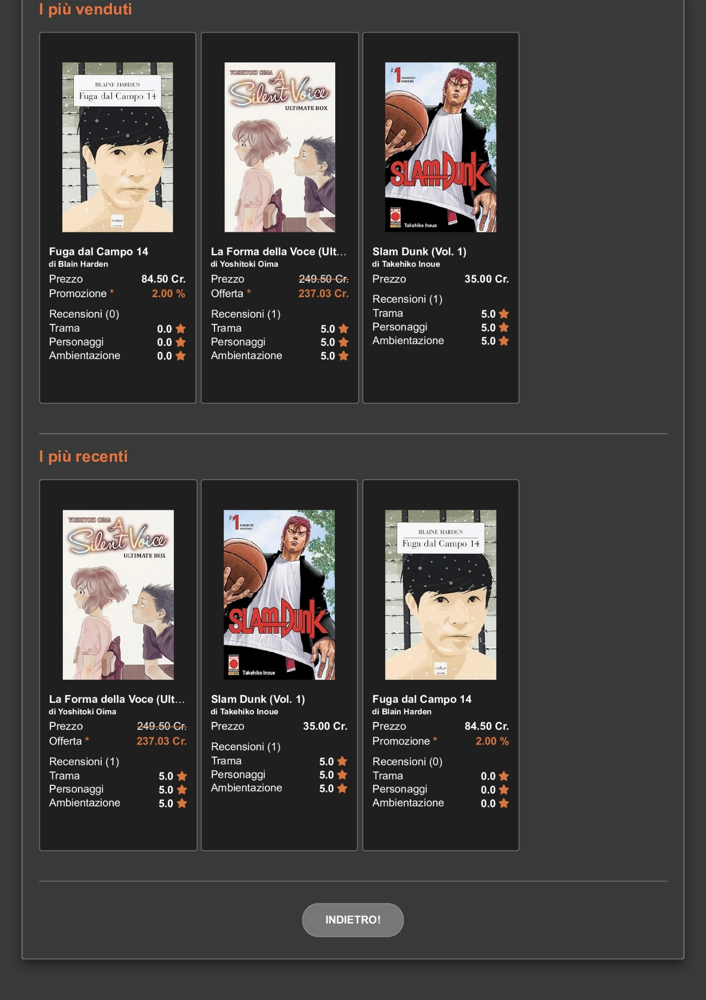 I più venduti
BLAINE HARDEN
Fuga dal Campo 14
codice
YOSHITOKI OIMA
A
Silent Voice
ULTIMATE BOX
#1 HANAMICHI
SAKURAGI
SLAM DUNK
PLANET
manga
Takehiko Inoue
Fuga dal Campo 14
di Blain Harden
Prezzo 84.50 Cr.
Promozione * 2.00 %
Recensioni (0)
Trama 0.0
Personaggi 0.0
Ambientazione 0.0
La Forma della Voce (Ult...
di Yoshitoki Oima
Prezzo 249.50 Cr.
Offerta * 237.03 Cr.
Recensioni (1)
Trama 5.0
Personaggi 5.0
Ambientazione 5.0
Slam Dunk (Vol. 1)
di Takehiko Inoue
Prezzo 35.00 Cr.
Recensioni (1)
Trama 5.0
Personaggi 5.0
Ambientazione 5.0
I più recenti
YOSHITOKI OIMA
A
Silent Voice
ULTIMATE BOX
#1 HANAMICHI
SAKURAGI
SLAM DUNK
PLANET
manga
Takehiko Inoue
BLAINE HARDEN
Fuga dal Campo 14
codice
La Forma della Voce (Ult...
di Yoshitoki Oima
Prezzo 249.50 Cr.
Offerta * 237.03 Cr.
Recensioni (1)
Trama 5.0
Personaggi 5.0
Ambientazione 5.0
Slam Dunk (Vol. 1)
di Takehiko Inoue
Prezzo 35.00 Cr.
Recensioni (1)
Trama 5.0
Personaggi 5.0
Ambientazione 5.0
Fuga dal Campo 14
di Blain Harden
Prezzo 84.50 Cr.
Promozione * 2.00 %
Recensioni (0)
Trama 0.0
Personaggi 0.0
Ambientazione 0.0
INDIETRO!